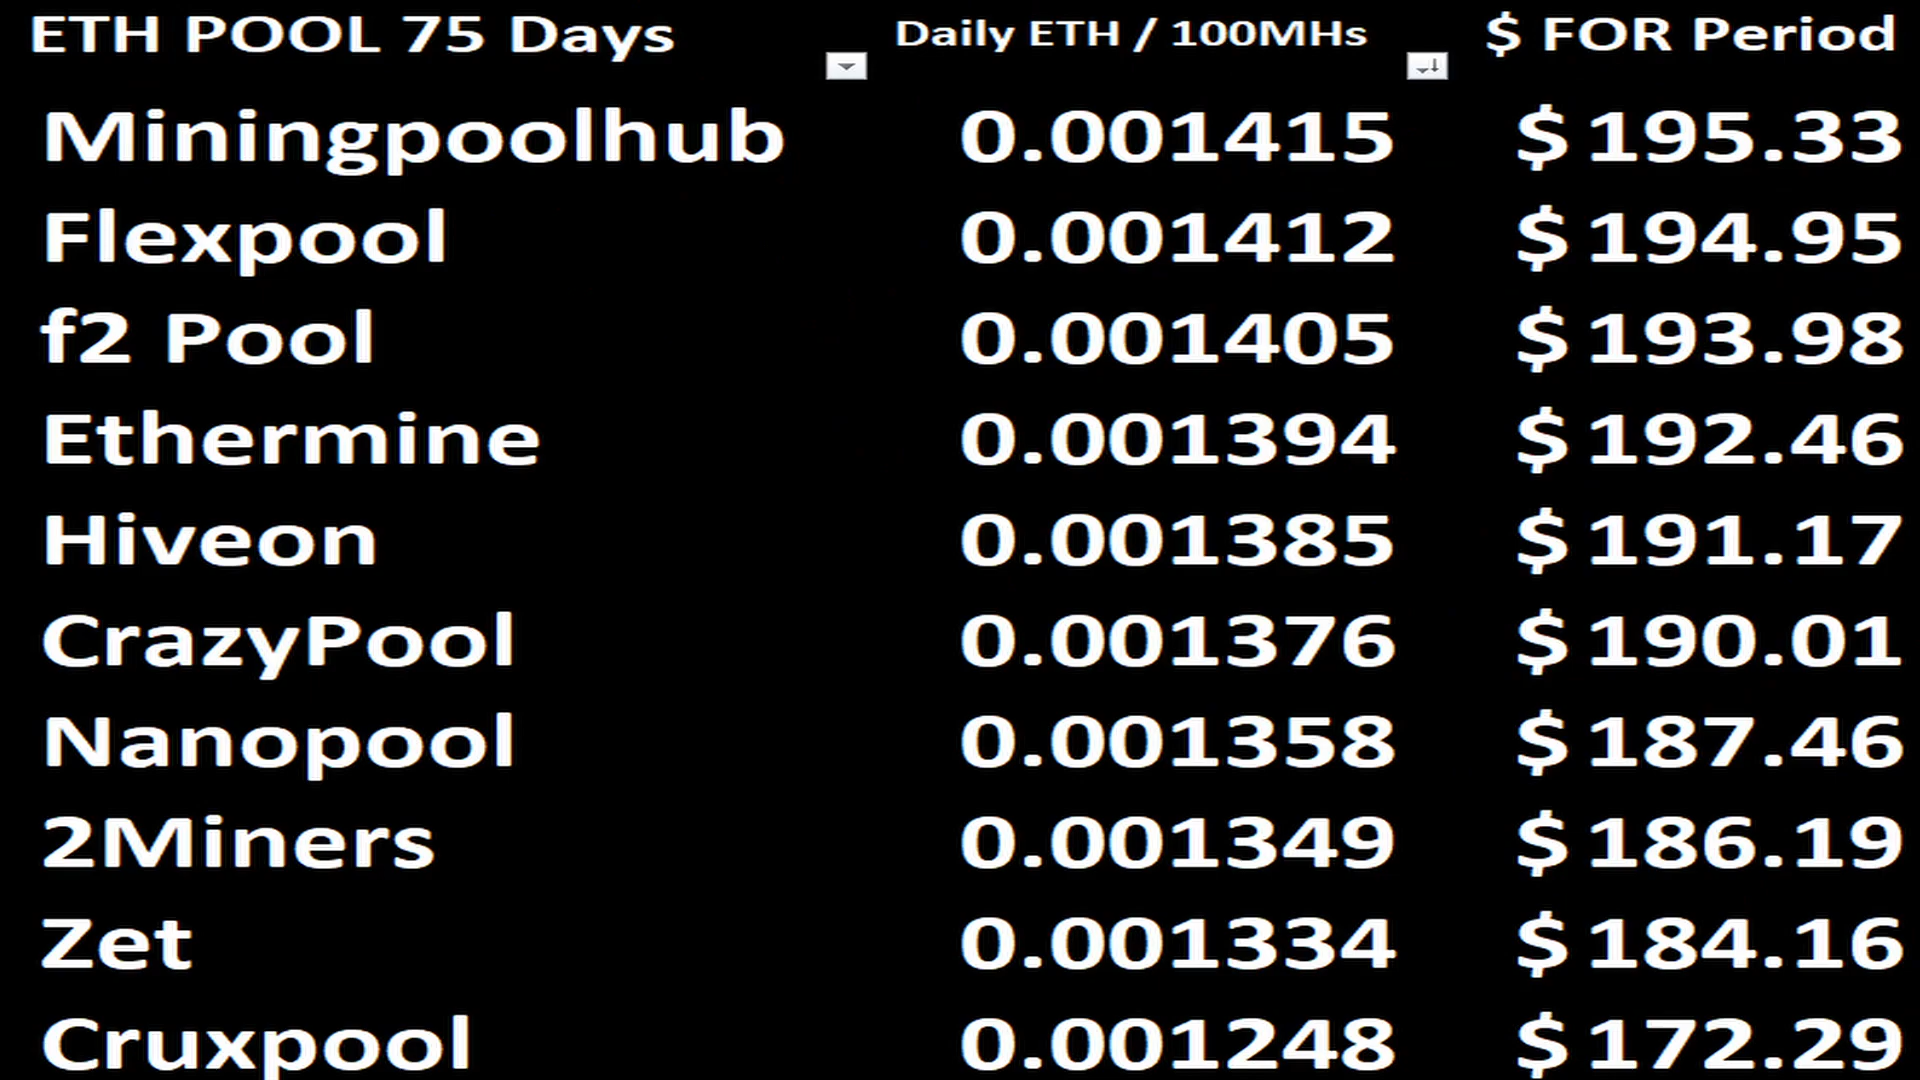 ETH POOL 75 Days Daily ETH / 100MHs $ FOR Period
Miningpoolhub 0.001415 $ 195.33
Flexpool 0.001412 $ 194.95
f2 Pool 0.001405 $ 193.98
Ethermine 0.001394 $ 192.46
Hiveon 0.001385 $ 191.17
CrazyPool 0.001376 $ 190.01
Nanopool 0.001358 $ 187.46
2Miners 0.001349 $ 186.19
Zet 0.001334 $ 184.16
Cruxpool 0.001248 $ 172.29